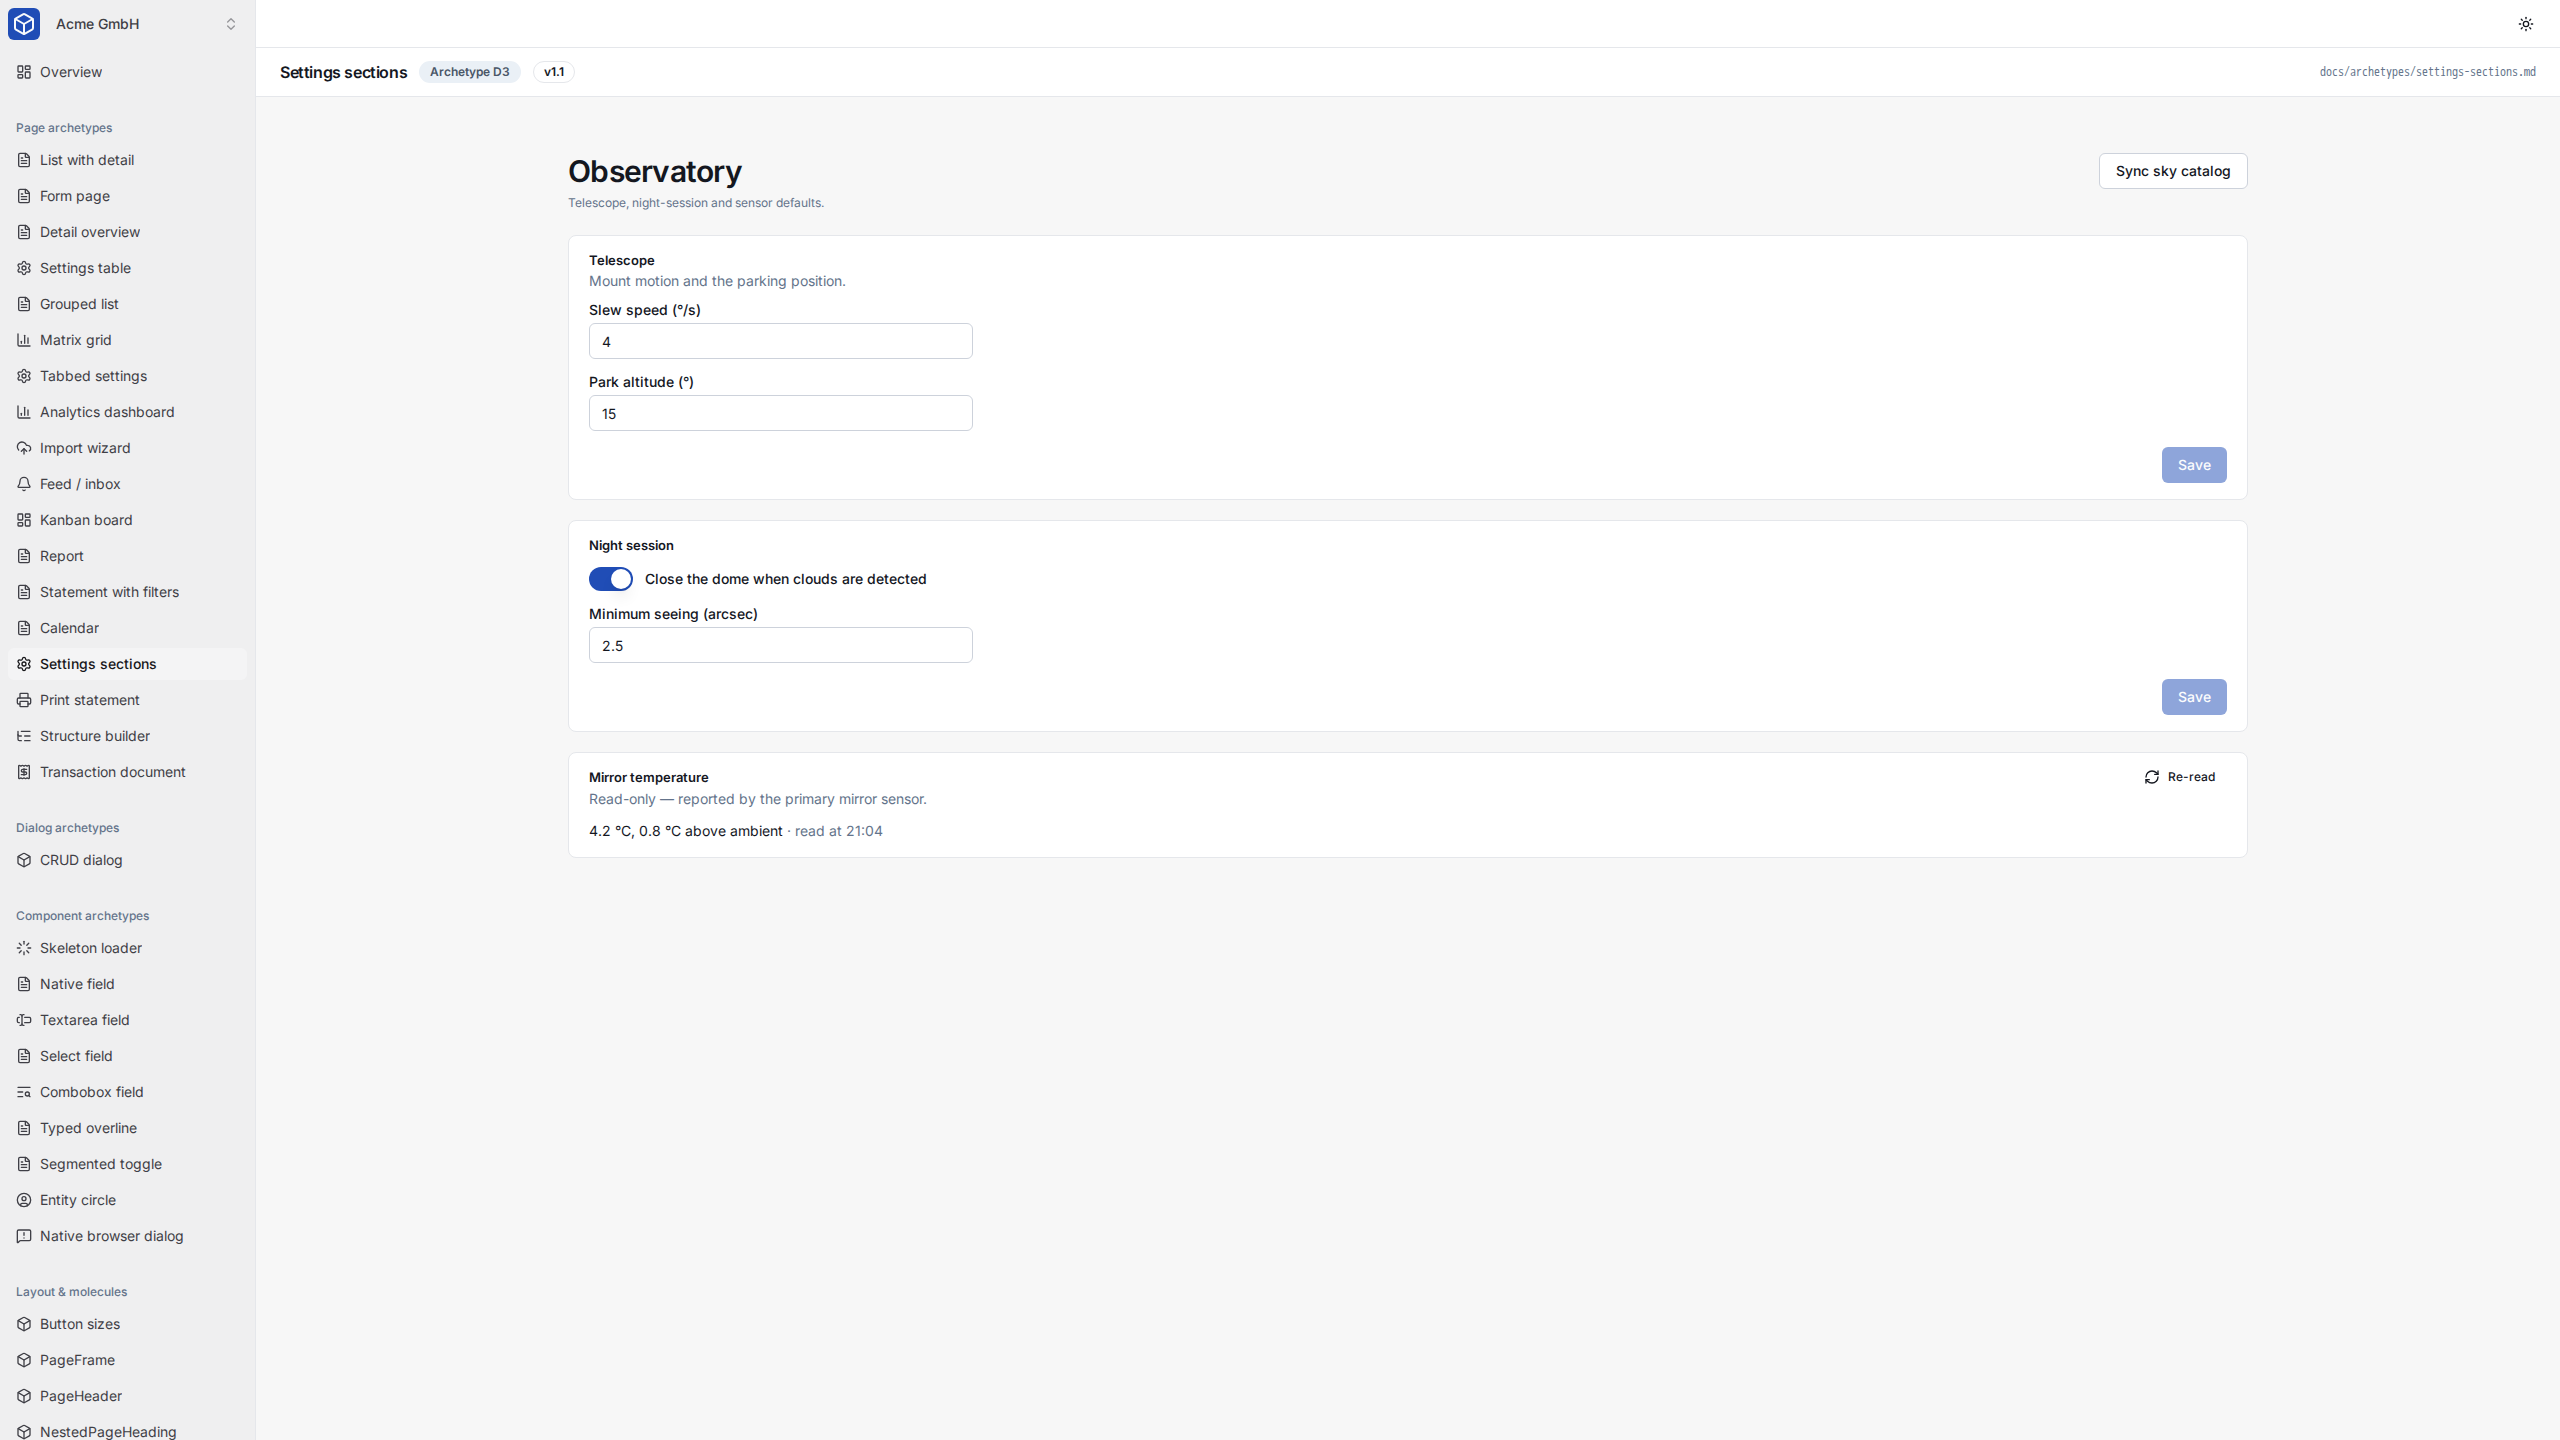 Acme GmbH
Overview
Page archetypes
List with detail
Form page
Detail overview
Settings table
Grouped list
Matrix grid
Tabbed settings
Analytics dashboard
Import wizard
Feed / inbox
Kanban board
Report
Statement with filters
Calendar
Settings sections
Print statement
Structure builder
Transaction document
Dialog archetypes
CRUD dialog
Component archetypes
Skeleton loader
Native field
Textarea field
Select field
Combobox field
Typed overline
Segmented toggle
Entity circle
Native browser dialog
Layout & molecules
Button sizes
PageFrame
PageHeader
NestedPageHeading
Settings sections Archetype D3 v1.1 docs/archetypes/settings-sections.md
Observatory Sync sky catalog
Telescope, night-session and sensor defaults.
Telescope
Mount motion and the parking position.
Slew speed (°/s)
4
Park altitude (°)
15
Save
Night session
Close the dome when clouds are detected
Minimum seeing (arcsec)
2.5
Save
Mirror temperature Re-read
Read-only — reported by the primary mirror sensor.
4.2 °C, 0.8 °C above ambient · read at 21:04